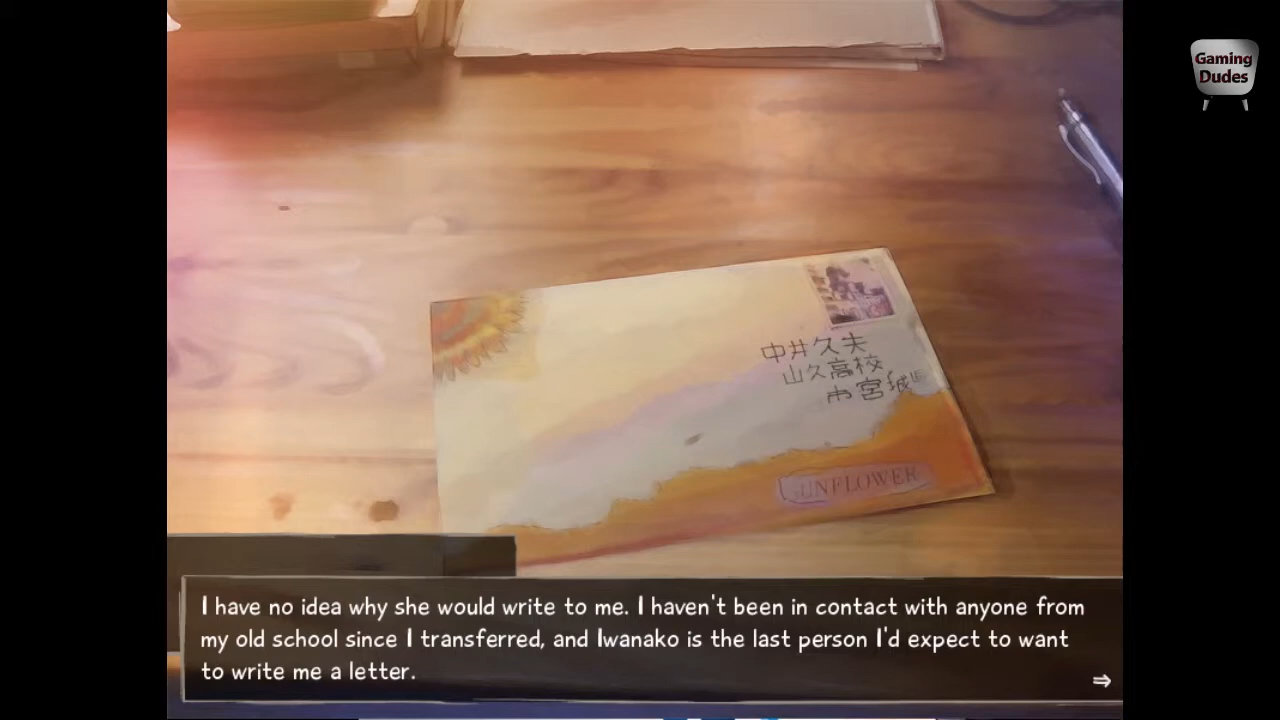 Gaming
Dudes
中井久夫
山久高校
市宮城
SUNFLOWER
I have no idea why she would write to me. I haven't been in contact with anyone from
my old school since I transferred, and Iwanako is the last person I'd expect to want
to write me a letter.